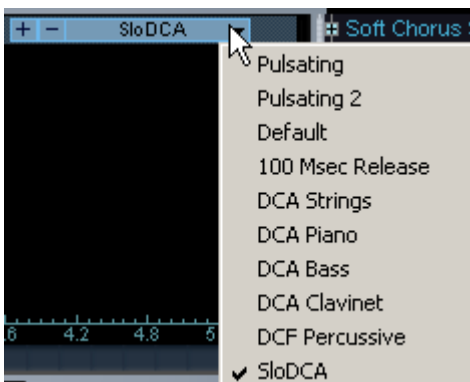 + − SloDCA
Soft Chorus
Pulsating
Pulsating 2
Default
100 Msec Release
DCA Strings
DCA Piano
DCA Bass
DCA Clavinet
DCF Percussive
✓ SloDCA
.6 4.2 4.8 5